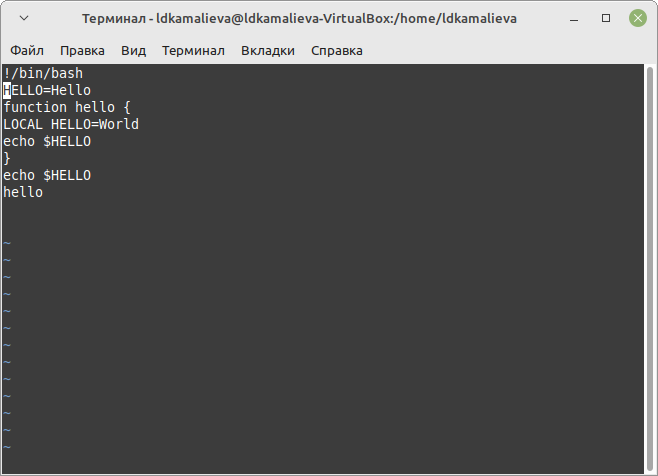 Терминал - ldkamalieva@ldkamalieva-VirtualBox:/home/ldkamalieva
Файл Правка Вид Терминал Вкладки Справка
!/bin/bash
HELLO=Hello
function hello {
LOCAL HELLO=World
echo $HELLO
}
echo $HELLO
hello
~
~
~
~
~
~
~
~
~
~
~
~
~